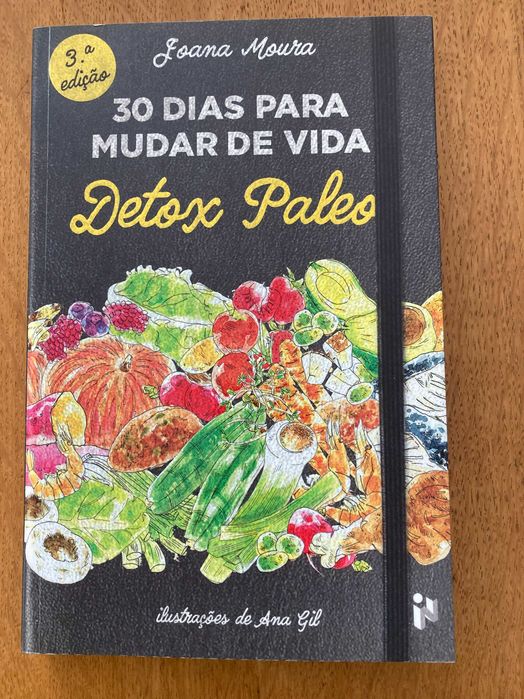 3.ª
edição
Joana Moura
30 DIAS PARA
MUDAR DE VIDA
Detox Paleo
ilustrações de Ana Gil